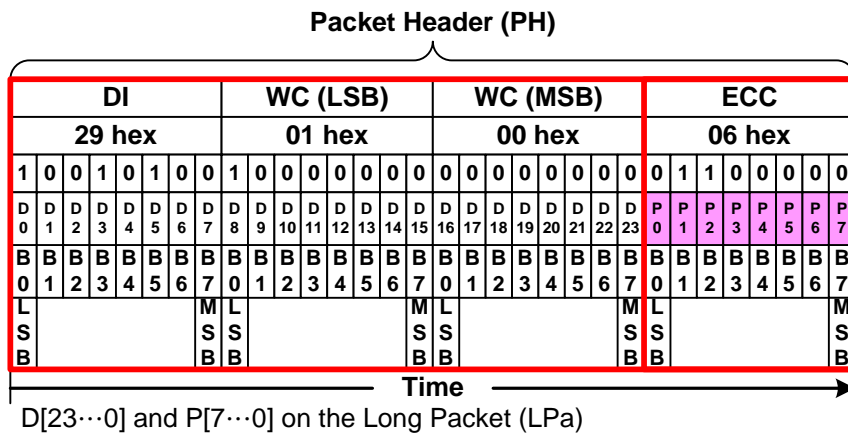 Packet Header (PH)
DI WC (LSB) WC (MSB) ECC
29 hex 01 hex 00 hex 06 hex
1 0 0 1 0 1 0 0 1 0 0 0 0 0 0 0 0 0 0 0 0 0 0 0 0 1 1 0 0 0 0 0
D0 D1 D2 D3 D4 D5 D6 D7 D8 D9 D10 D11 D12 D13 D14 D15 D16 D17 D18 D19 D20 D21 D22 D23 P0 P1 P2 P3 P4 P5 P6 P7
B0 B1 B2 B3 B4 B5 B6 B7 B0 B1 B2 B3 B4 B5 B6 B7 B0 B1 B2 B3 B4 B5 B6 B7 B0 B1 B2 B3 B4 B5 B6 B7
LSB MSB LSB MSB LSB MSB LSB MSB
Time
D[23⋯0] and P[7⋯0] on the Long Packet (LPa)